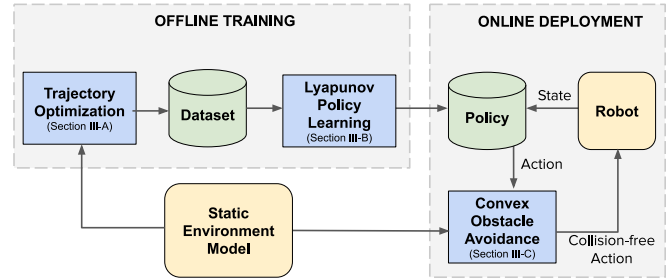 OFFLINE TRAINING
Trajectory
Optimization
(Section III-A)
Dataset
Lyapunov
Policy
Learning
(Section III-B)
ONLINE DEPLOYMENT
Policy
State
Robot
Action
Static
Environment
Model
Convex
Obstacle
Avoidance
(Section III-C)
Collision-free
Action